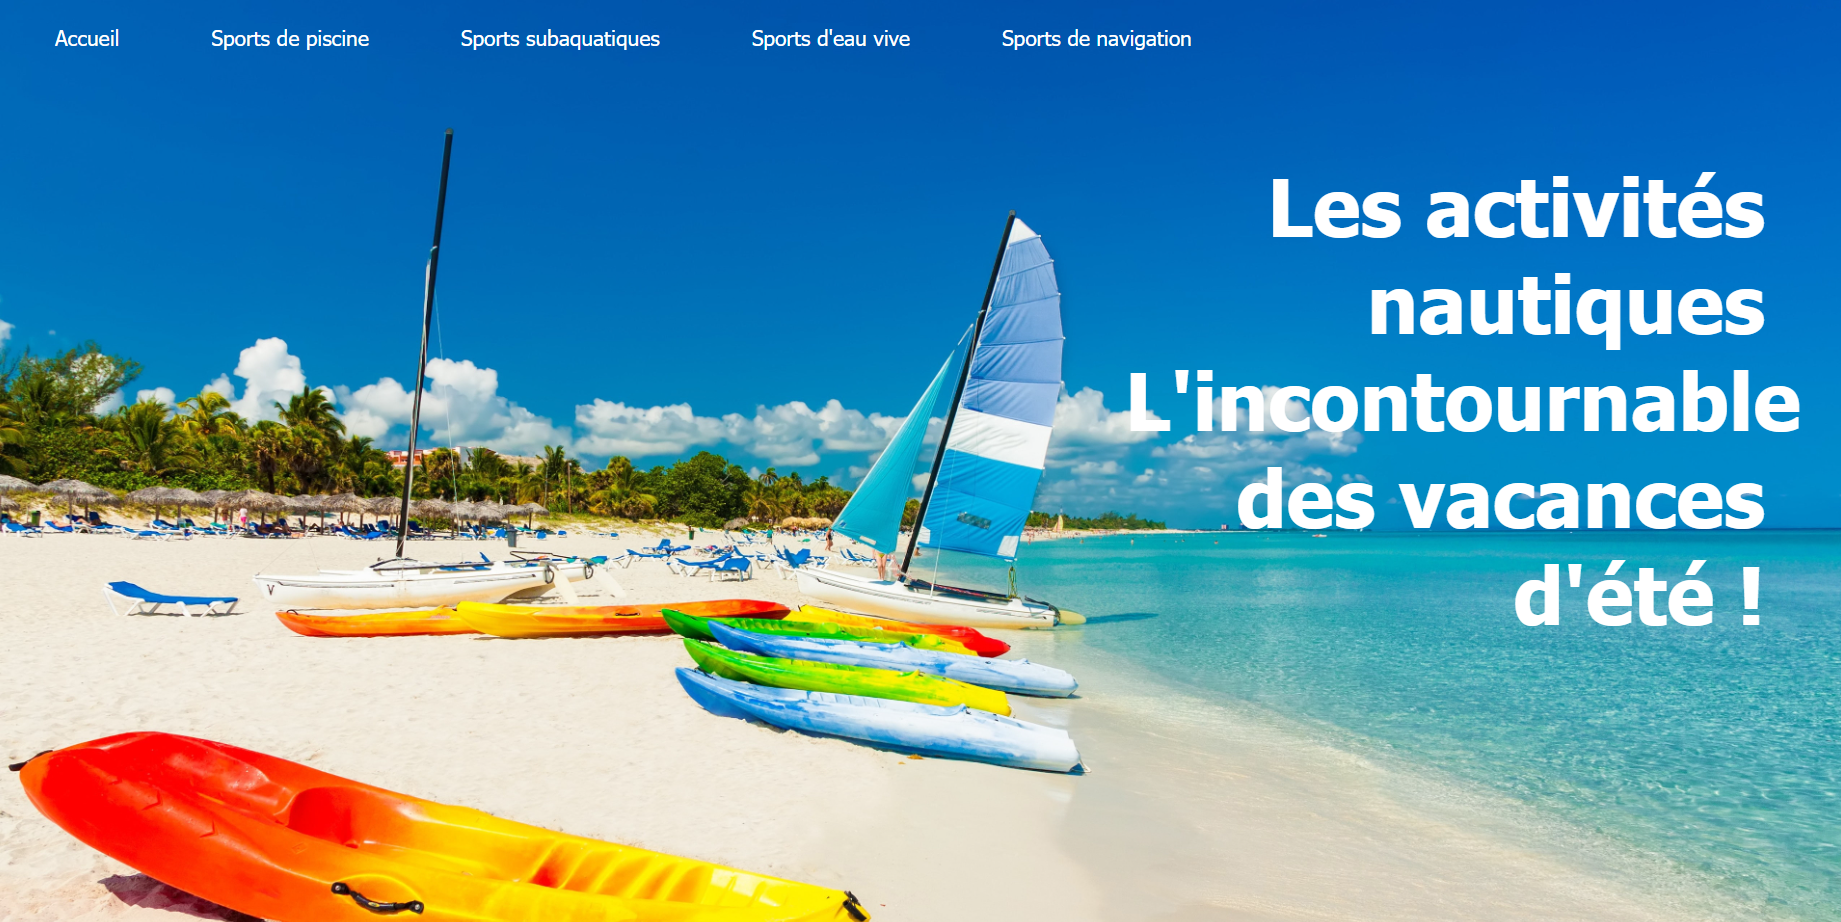 Accueil Sports de piscine Sports subaquatiques Sports d'eau vive Sports de navigation
Les activités
nautiques
L'incontournable
des vacances
d'été !